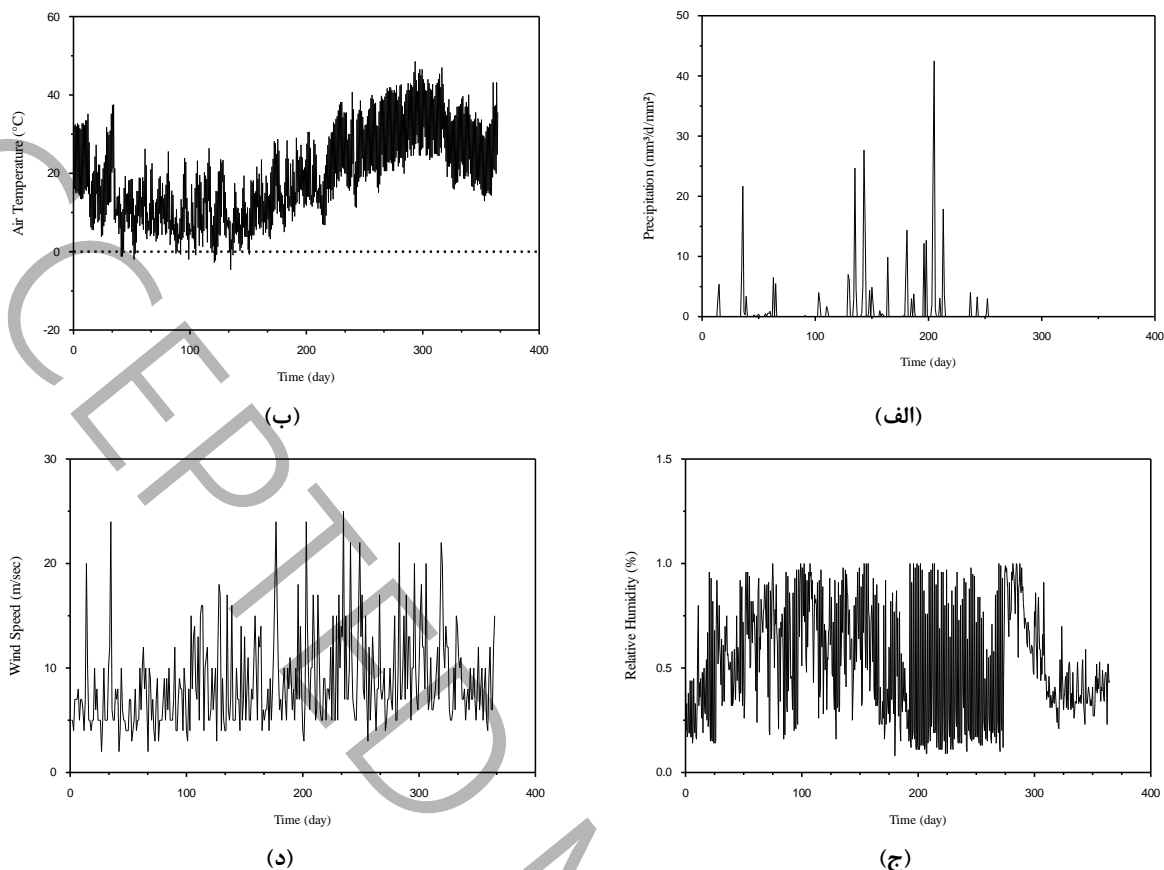 Precipitation (mm³/d/mm²)
50
40
30
20
10
0
0 100 200 300 400
Time (day)
(الف)
Air Temperature (°C)
60
40
20
0
-20
0 100 200 300 400
Time (day)
(ب)
Relative Humidity (%)
1.5
1.0
0.5
0.0
0 100 200 300 400
Time (day)
(ج)
Wind Speed (m/sec)
30
20
10
0
0 100 200 300 400
Time (day)
(د)
CEPTED